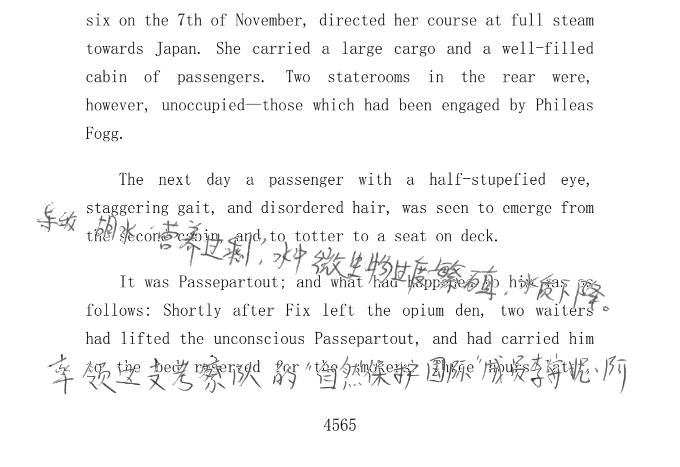 six on the 7th of November, directed her course at full steam
towards Japan. She carried a large cargo and a well-filled
cabin of passengers. Two staterooms in the rear were,
however, unoccupied—those which had been engaged by Phileas
Fogg.
The next day a passenger with a half-stupefied eye,
staggering gait, and disordered hair, was seen to emerge from
导致湖水“营养过剩”水中微生物过度繁殖，水质下降。
the second cabin, and to totter to a seat on deck.
It was Passepartout; and what had happened to him was as
follows: Shortly after Fix left the opium den, two waiters
had lifted the unconscious Passepartout, and had carried him
to the bed reserved for the smokers. Three hours later,
率领这支考察队的“自然保护国际”成员李
4565